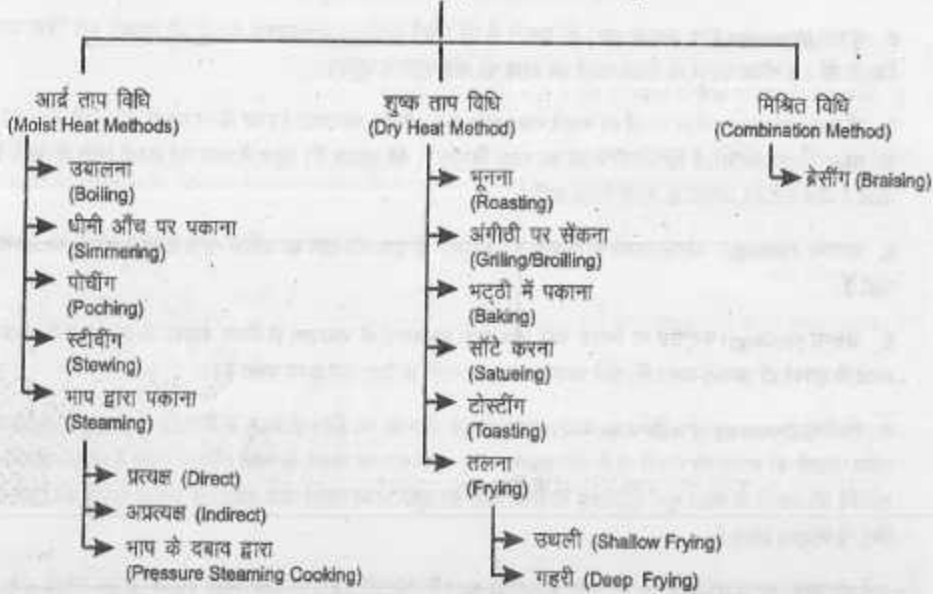 आर्द्र ताप विधि
(Moist Heat Methods)
उबालना
(Boiling)
धीमी आँच पर पकाना
(Simmering)
पोचींग
(Poching)
स्टीवींग
(Stewing)
भाप द्वारा पकाना
(Steaming)
प्रत्यक्ष (Direct)
अप्रत्यक्ष (Indirect)
भाप के दबाव द्वारा
(Pressure Steaming Cooking)
शुष्क ताप विधि
(Dry Heat Method)
भूनना
(Roasting)
अंगीठी पर सेंकना
(Griling/Broilling)
भट्ठी में पकाना
(Baking)
सौटे करना
(Satueing)
टोस्टींग
(Toasting)
तलना
(Frying)
उथली (Shallow Frying)
गहरी (Deep Frying)
मिश्रित विधि
(Combination Method)
ब्रेसींग (Braising)